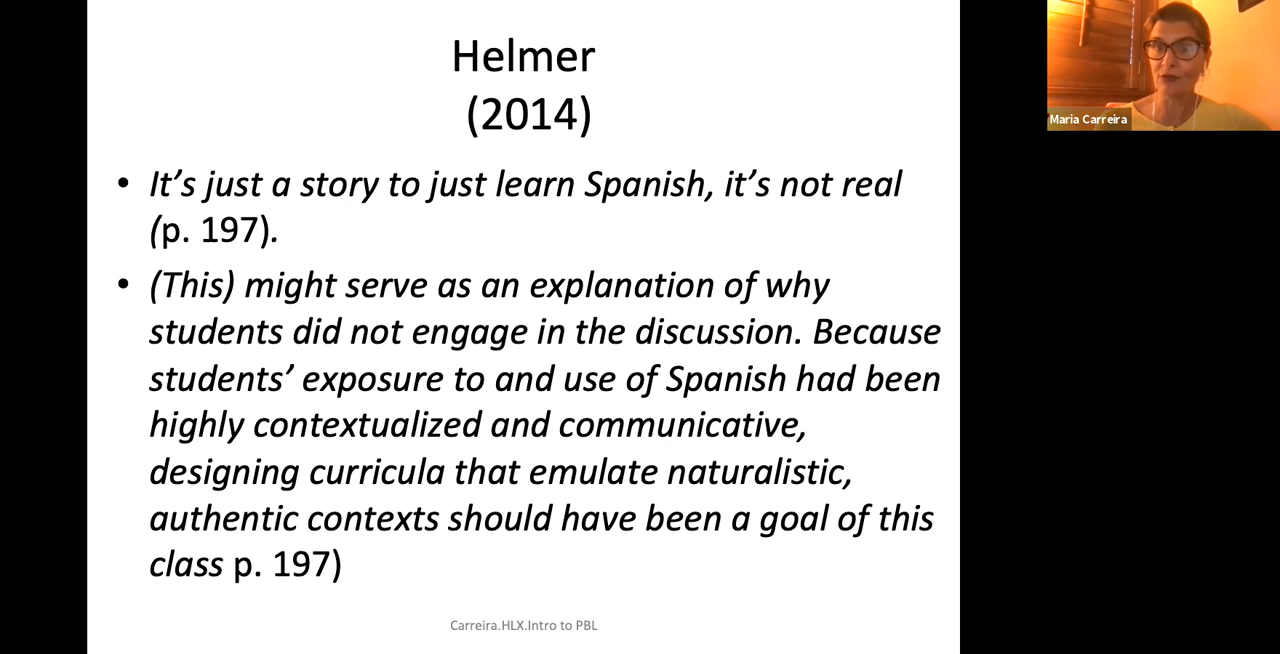 Helmer
(2014)
• It’s just a story to just learn Spanish, it’s not real
(p. 197).
• (This) might serve as an explanation of why
students did not engage in the discussion. Because
students’ exposure to and use of Spanish had been
highly contextualized and communicative,
designing curricula that emulate naturalistic,
authentic contexts should have been a goal of this
class p. 197)
Carreira.HLX.Intro to PBL
Maria Carreira